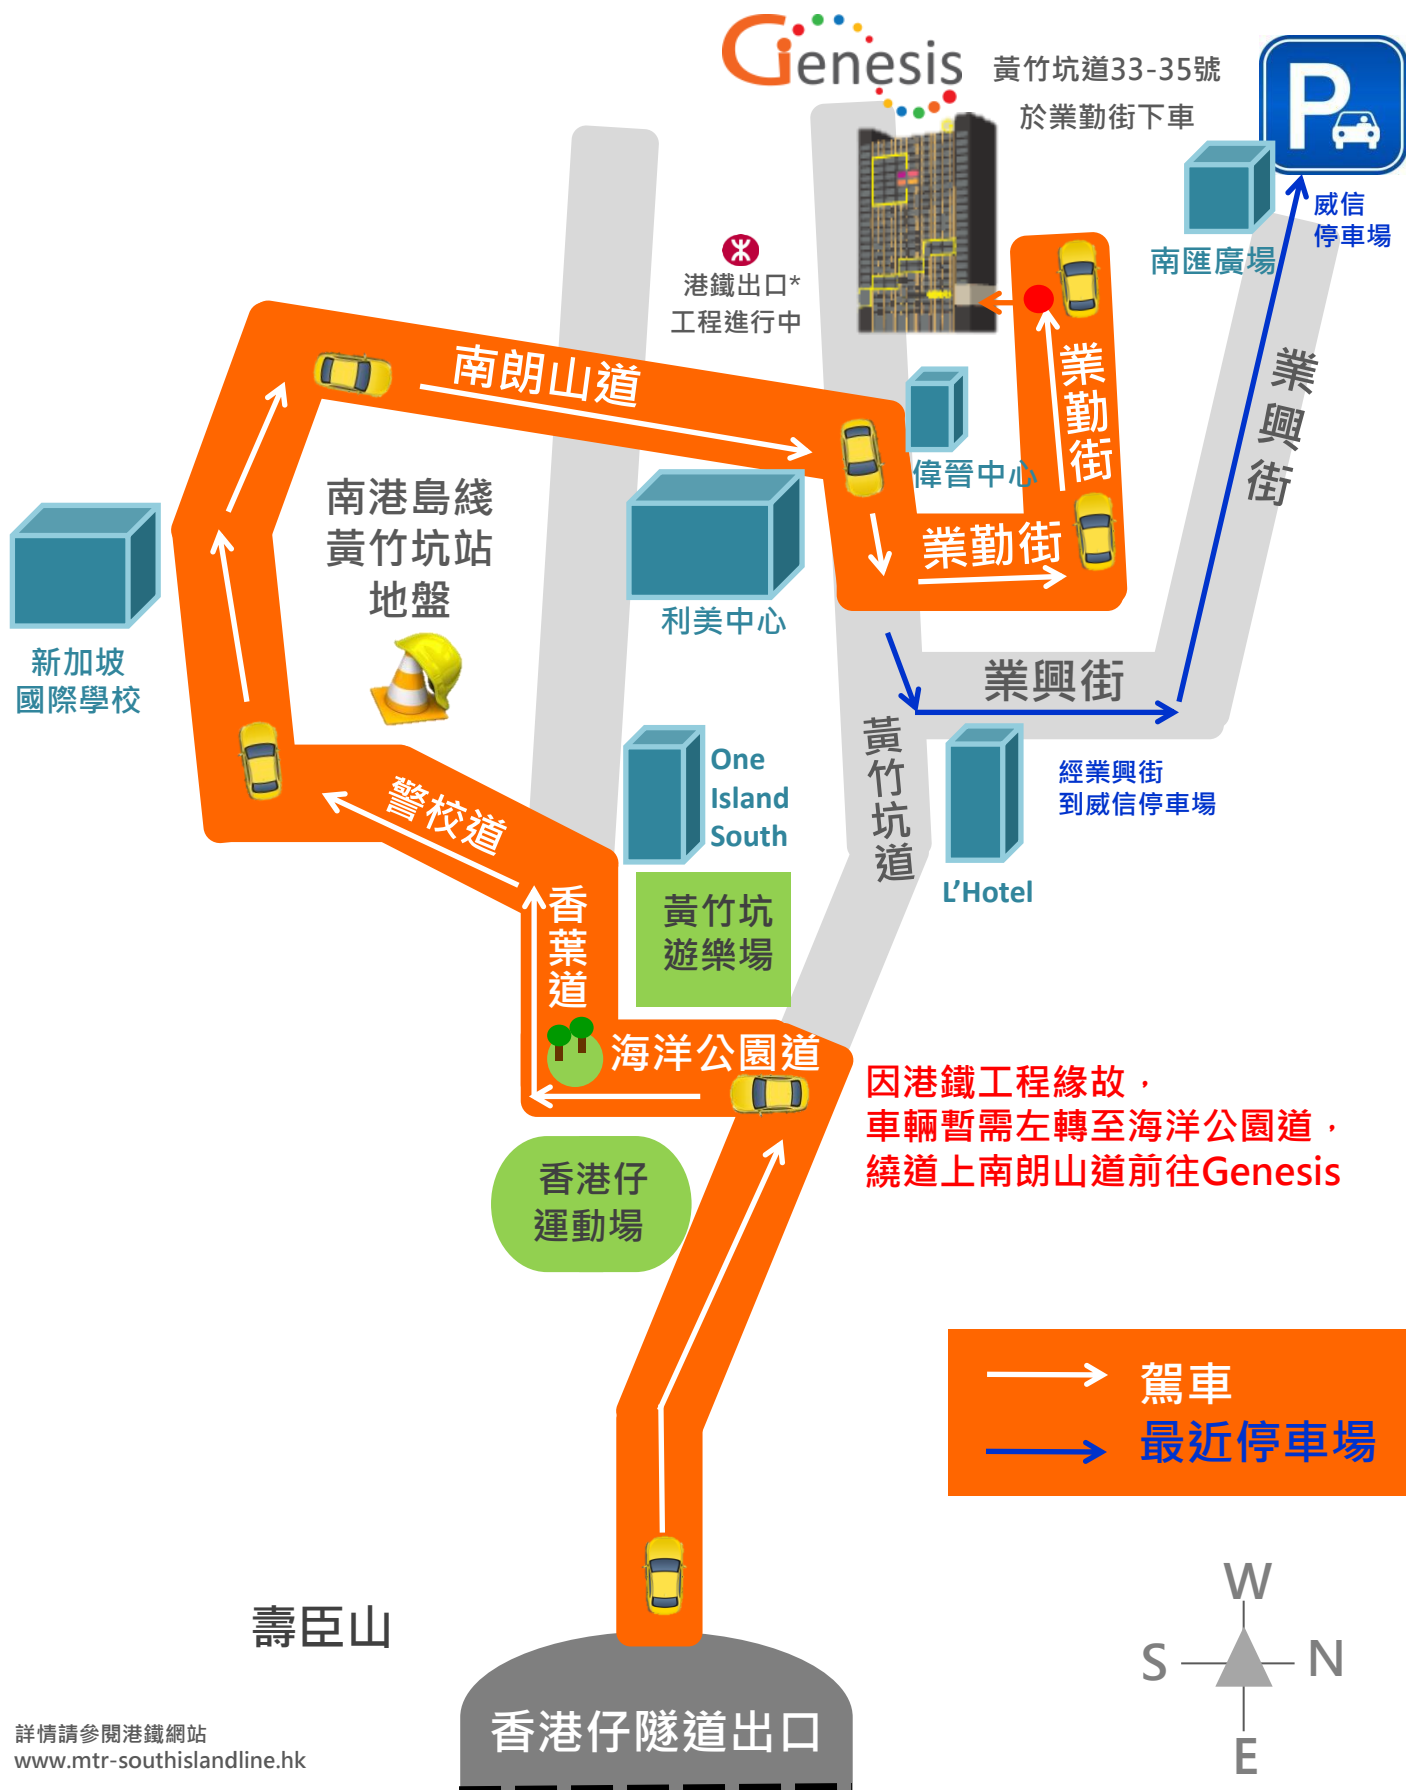 Genesis
黃竹坑道33-35號
於業勤街下車
P
威信
停車場
南匯廣場
港鐵出口*
工程進行中
南朗山道
業勤街
業興街
偉晉中心
南港島綫
黃竹坑站
地盤
業勤街
利美中心
新加坡
國際學校
業興街
黃竹坑道
One
Island
South
經業興街
到威信停車場
警校道
L’Hotel
香葉道
黃竹坑
遊樂場
海洋公園道
因港鐵工程緣故，
車輛暫需左轉至海洋公園道，
繞道上南朗山道前往Genesis
香港仔
運動場
駕車
最近停車場
壽臣山
W
S
N
E
香港仔隧道出口
詳情請參閱港鐵網站
www.mtr-southislandline.hk